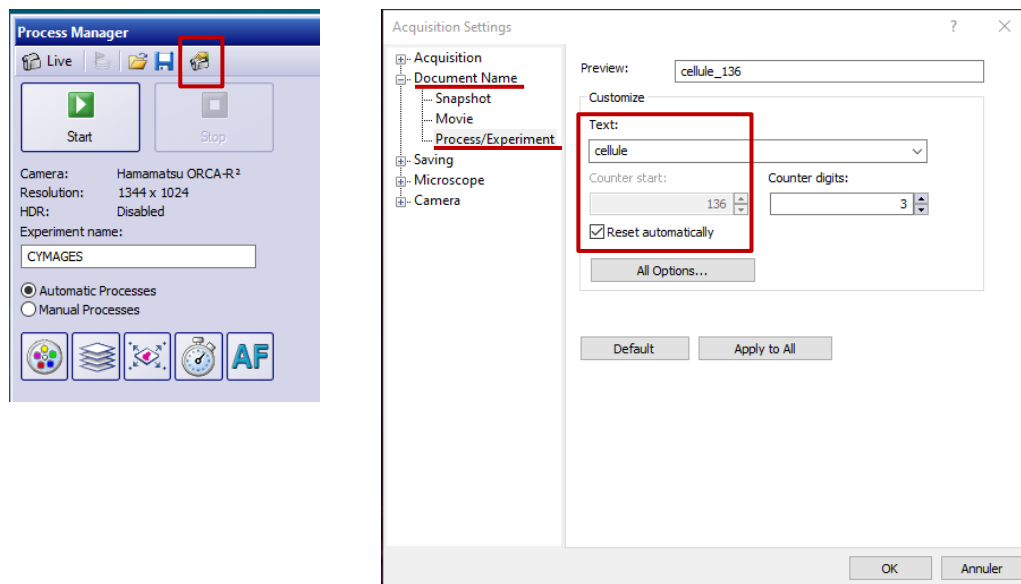 Process Manager
Live
Start
Stop
Camera: Hamamatsu ORCA-R²
Resolution: 1344 x 1024
HDR: Disabled
Experiment name:
CYMAGES
Automatic Processes
Manual Processes
AF
Acquisition Settings ?
Acquisition
Document Name
Snapshot
Movie
Process/Experiment
Saving
Microscope
Camera
Preview: cellule_136
Customize
Text:
cellule
Counter start: Counter digits:
136 3
Reset automatically
All Options...
Default Apply to All
OK Annuler